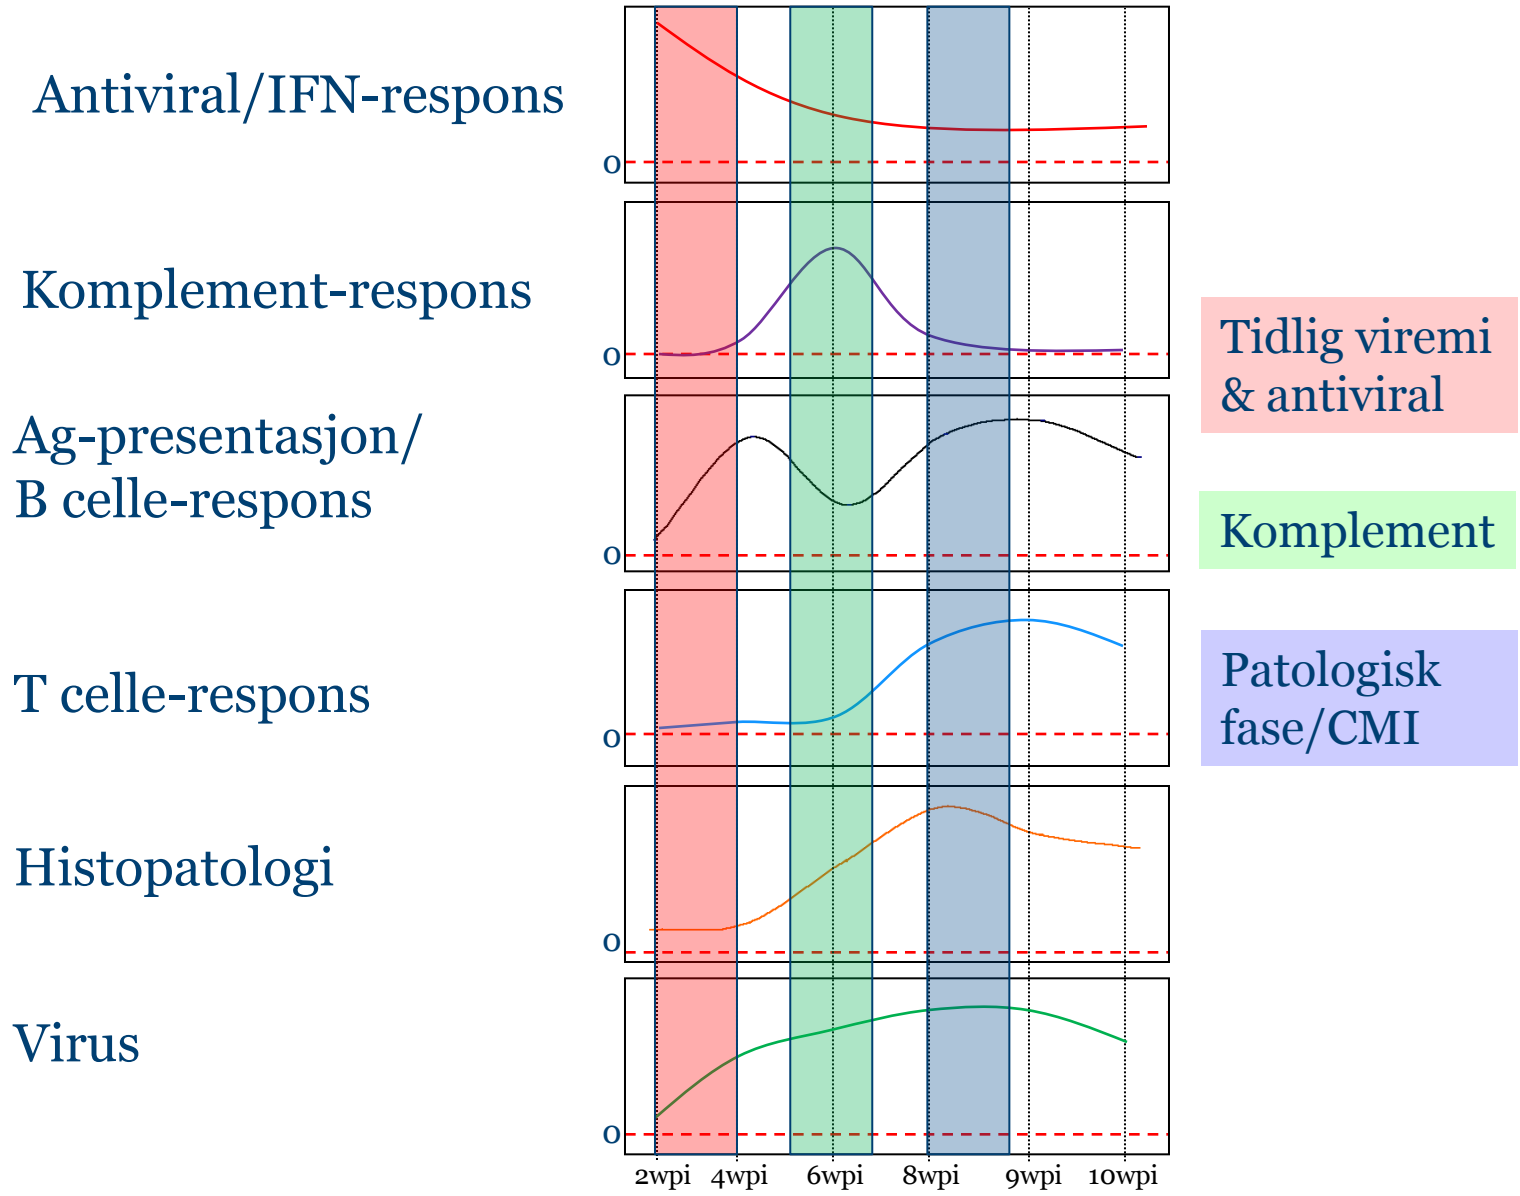 Antiviral/IFN-respons
0
Komplement-respons
0
Ag-presentasjon/
B celle-respons
0
T celle-respons
0
Histopatologi
0
Virus
0
2wpi 4wpi 6wpi 8wpi 9wpi 10wpi
Tidlig viremi
& antiviral
Komplement
Patologisk
fase/CMI